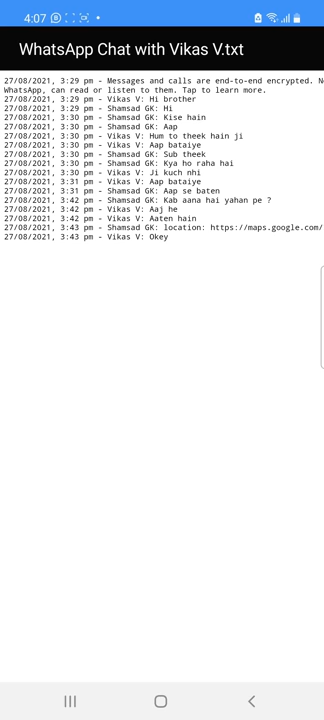 4:07
WhatsApp Chat with Vikas V.txt
27/08/2021, 3:29 pm - Messages and calls are end-to-end encrypted.
WhatsApp, can read or listen to them. Tap to learn more.
27/08/2021, 3:29 pm - Vikas V: Hi brother
27/08/2021, 3:29 pm - Shamsad GK: Hi
27/08/2021, 3:30 pm - Shamsad GK: Kise hain
27/08/2021, 3:30 pm - Shamsad GK: Aap
27/08/2021, 3:30 pm - Vikas V: Hum to theek hain ji
27/08/2021, 3:30 pm - Vikas V: Aap bataiye
27/08/2021, 3:30 pm - Shamsad GK: Sub theek
27/08/2021, 3:30 pm - Shamsad GK: Kya ho raha hai
27/08/2021, 3:30 pm - Vikas V: Ji kuch nhi
27/08/2021, 3:31 pm - Vikas V: Aap bataiye
27/08/2021, 3:31 pm - Shamsad GK: Aap se baten
27/08/2021, 3:42 pm - Shamsad GK: Kab aana hai yahan pe ?
27/08/2021, 3:42 pm - Vikas V: Aaj he
27/08/2021, 3:42 pm - Vikas V: Aaten hain
27/08/2021, 3:43 pm - Shamsad GK: location: https://maps.google.com/
27/08/2021, 3:43 pm - Vikas V: Okey